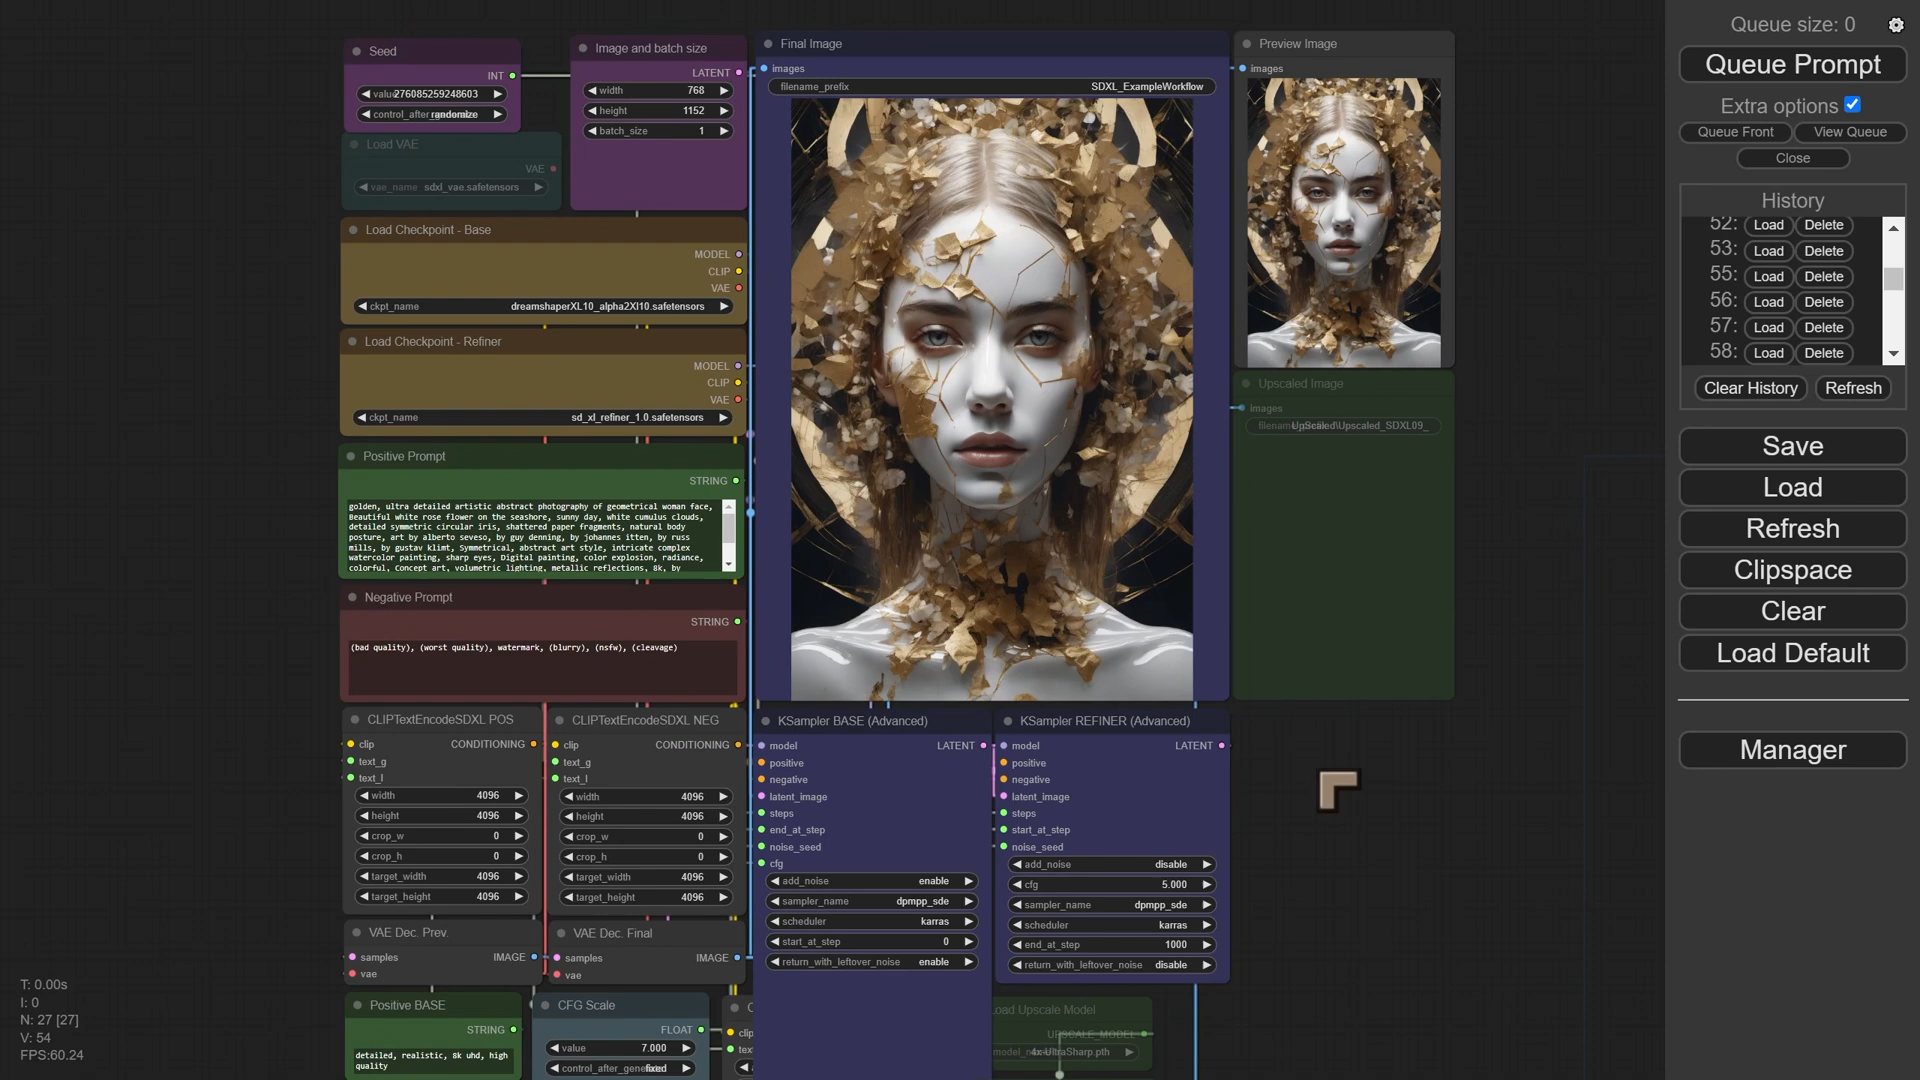 Seed
INT
value 276085259248603
control_after randomize
Load VAE
VAE
vae_name sdxl_vae.safetensors
Image and batch size
LATENT
width 768
height 1152
batch_size 1
Load Checkpoint - Base
MODEL
CLIP
VAE
ckpt_name dreamshaperXL10_alpha2Xl10.safetensors
Load Checkpoint - Refiner
MODEL
CLIP
VAE
ckpt_name sd_xl_refiner_1.0.safetensors
Positive Prompt
STRING
golden, ultra detailed artistic abstract photography of geometrical woman face,
Beautiful white rose flower on the seashore, sunny day, white cumulus clouds,
detailed symmetric circular iris, shattered paper fragments, natural body
posture, art by alberto seveso, by guy denning, by johannes itten, by russ
mills, by gustav klimt, Symmetrical, abstract art style, intricate complex
watercolor painting, sharp eyes, Digital painting, color explosion, radiance,
colorful, Concept art, volumetric lighting, metallic reflections, 8k, by
Negative Prompt
STRING
(bad quality), (worst quality), watermark, (blurry), (nsfw), (cleavage)
CLIPTextEncodeSDXL POS
clip CONDITIONING
text_g
text_l
width 4096
height 4096
crop_w 0
crop_h 0
target_width 4096
target_height 4096
CLIPTextEncodeSDXL NEG
clip CONDITIONING
text_g
text_l
width 4096
height 4096
crop_w 0
crop_h 0
target_width 4096
target_height 4096
VAE Dec. Prev.
samples IMAGE
vae
VAE Dec. Final
samples IMAGE
vae
Positive BASE
STRING
detailed, realistic, 8k uhd, high
quality
CFG Scale
FLOAT
value 7.000
control_after_generate fixed
C
clip
tex
Final Image
images
filename_prefix SDXL_ExampleWorkflow
Preview Image
images
Upscaled Image
images
UpScaled\Upscaled_SDXL09_
KSampler BASE (Advanced)
model LATENT
positive
negative
latent_image
steps
end_at_step
noise_seed
cfg
add_noise enable
sampler_name dpmpp_sde
scheduler karras
start_at_step 0
return_with_leftover_noise enable
KSampler REFINER (Advanced)
model LATENT
positive
negative
latent_image
steps
start_at_step
noise_seed
add_noise disable
cfg 5.000
sampler_name dpmpp_sde
scheduler karras
end_at_step 1000
return_with_leftover_noise disable
oad Upscale Model
UPSCALE_MODEL
4x-UltraSharp.pth
T: 0.00s
I: 0
N: 27 [27]
V: 54
FPS:60.24
Queue size: 0
Queue Prompt
Extra options
Queue Front View Queue
Close
History
52: Load Delete
53: Load Delete
55: Load Delete
56: Load Delete
57: Load Delete
58: Load Delete
Clear History Refresh
Save
Load
Refresh
Clipspace
Clear
Load Default
Manager